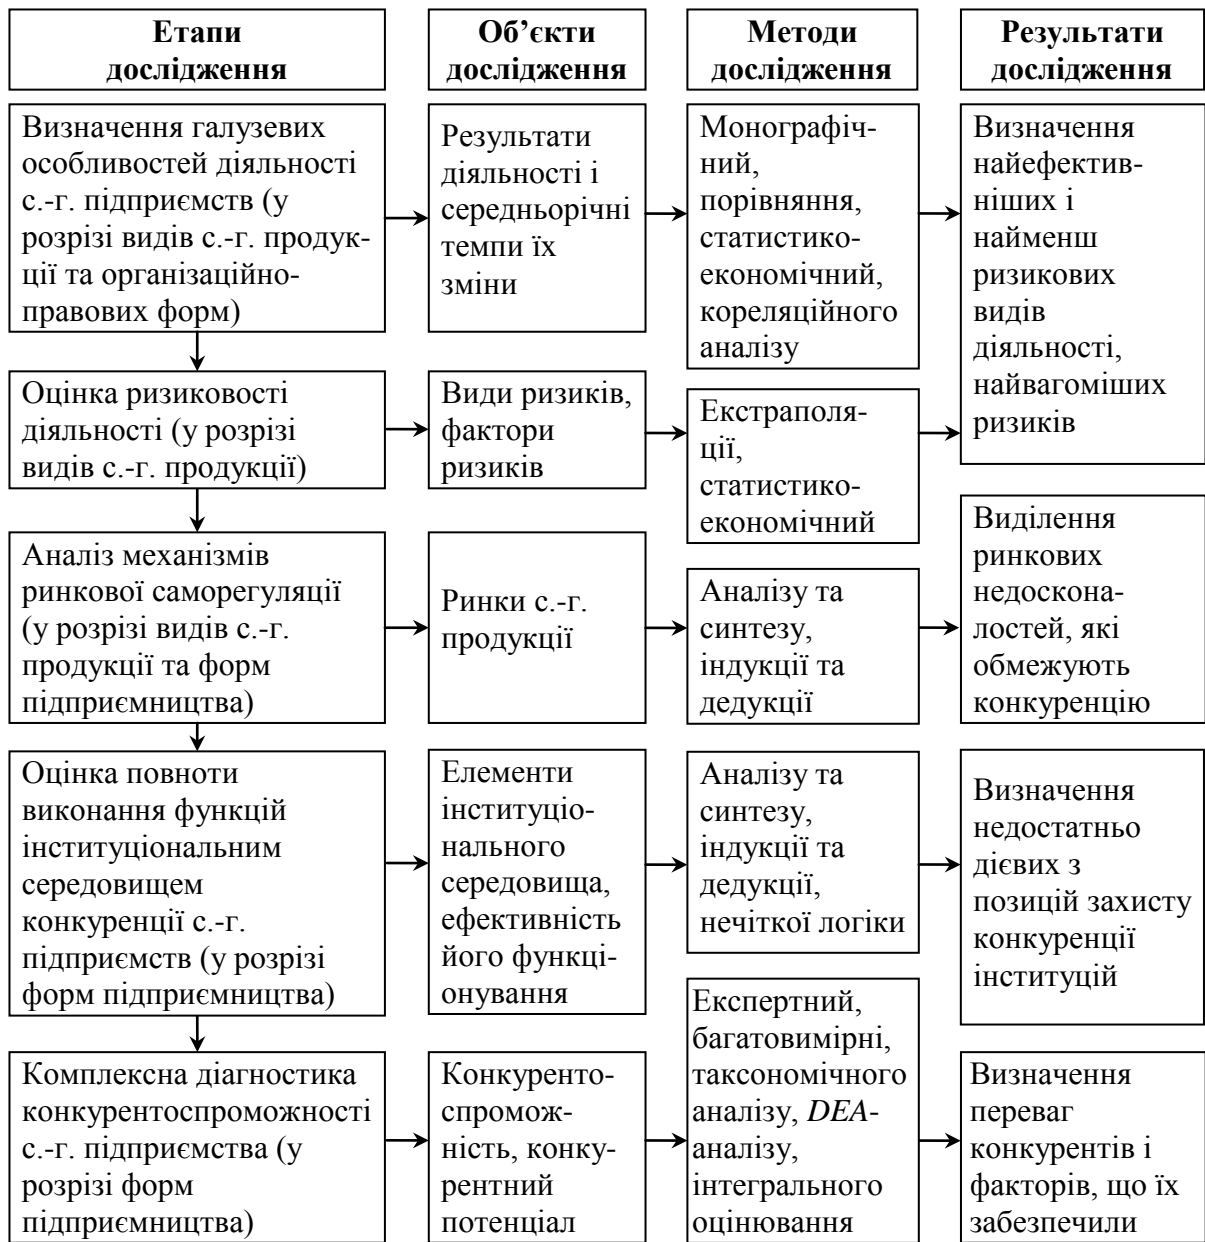 Етапи
дослідження
Об’єкти
дослідження
Методи
дослідження
Результати
дослідження
Визначення галузевих
особливостей діяльності
с.-г. підприємств (у
розрізі видів с.-г. продук-
ції та організаційно-
правових форм)
Результати
діяльності і
середньорічні
темпи їх
зміни
Монографіч-
ний,
порівняння,
статистико-
економічний,
кореляційного
аналізу
Визначення
найефектив-
ніших і
найменш
ризикових
видів
діяльності,
найвагоміших
ризиків
Оцінка ризиковості
діяльності (у розрізі
видів с.-г. продукції)
Види ризиків,
фактори
ризиків
Екстраполя-
ції,
статистико-
економічний
Аналіз механізмів
ринкової саморегуляції
(у розрізі видів с.-г.
продукції та форм
підприємництва)
Ринки с.-г.
продукції
Аналізу та
синтезу,
індукції та
дедукції
Виділення
ринкових
недоскона-
лостей, які
обмежують
конкуренцію
Оцінка повноти
виконання функцій
інституціональним
середовищем
конкуренції с.-г.
підприємств (у розрізі
форм підприємництва)
Елементи
інституціо-
нального
середовища,
ефективність
його функці-
онування
Аналізу та
синтезу,
індукції та
дедукції,
нечіткої логіки
Визначення
недостатньо
дієвих з
позицій захисту
конкуренції
інституцій
Комплексна діагностика
конкурентоспроможності
с.-г. підприємства (у
розрізі форм
підприємництва)
Конкуренто-
спромож-
ність, конку-
рентний
потенціал
Експертний,
багатовимірні,
таксономічного
аналізу, DEA-
аналізу,
інтегрального
оцінювання
Визначення
переваг
конкурентів і
факторів, що їх
забезпечили